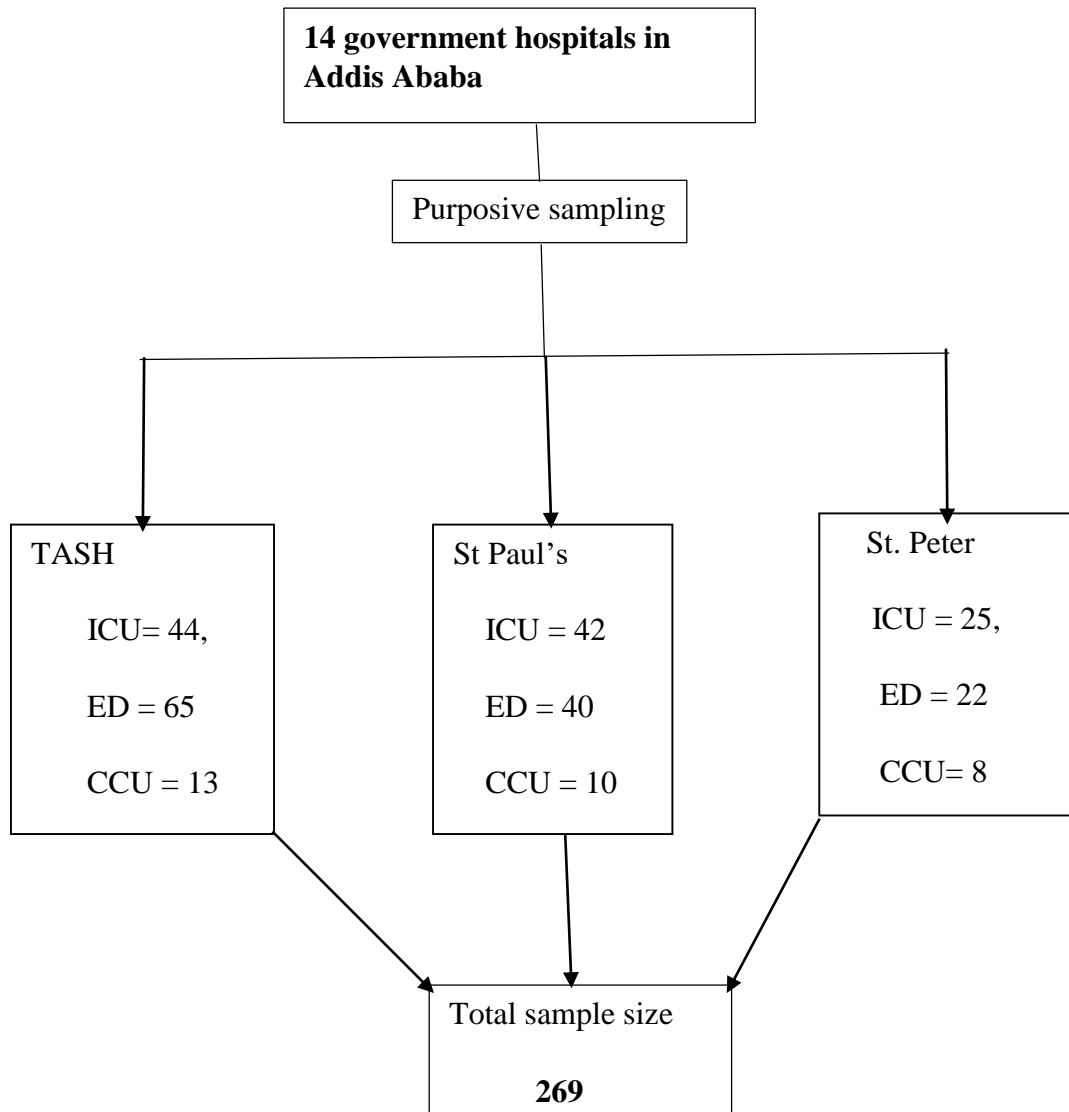 14 government hospitals in
Addis Ababa
Purposive sampling
TASH
ICU= 44,
ED = 65
CCU = 13
St Paul’s
ICU = 42
ED = 40
CCU = 10
St. Peter
ICU = 25,
ED = 22
CCU= 8
Total sample size
269